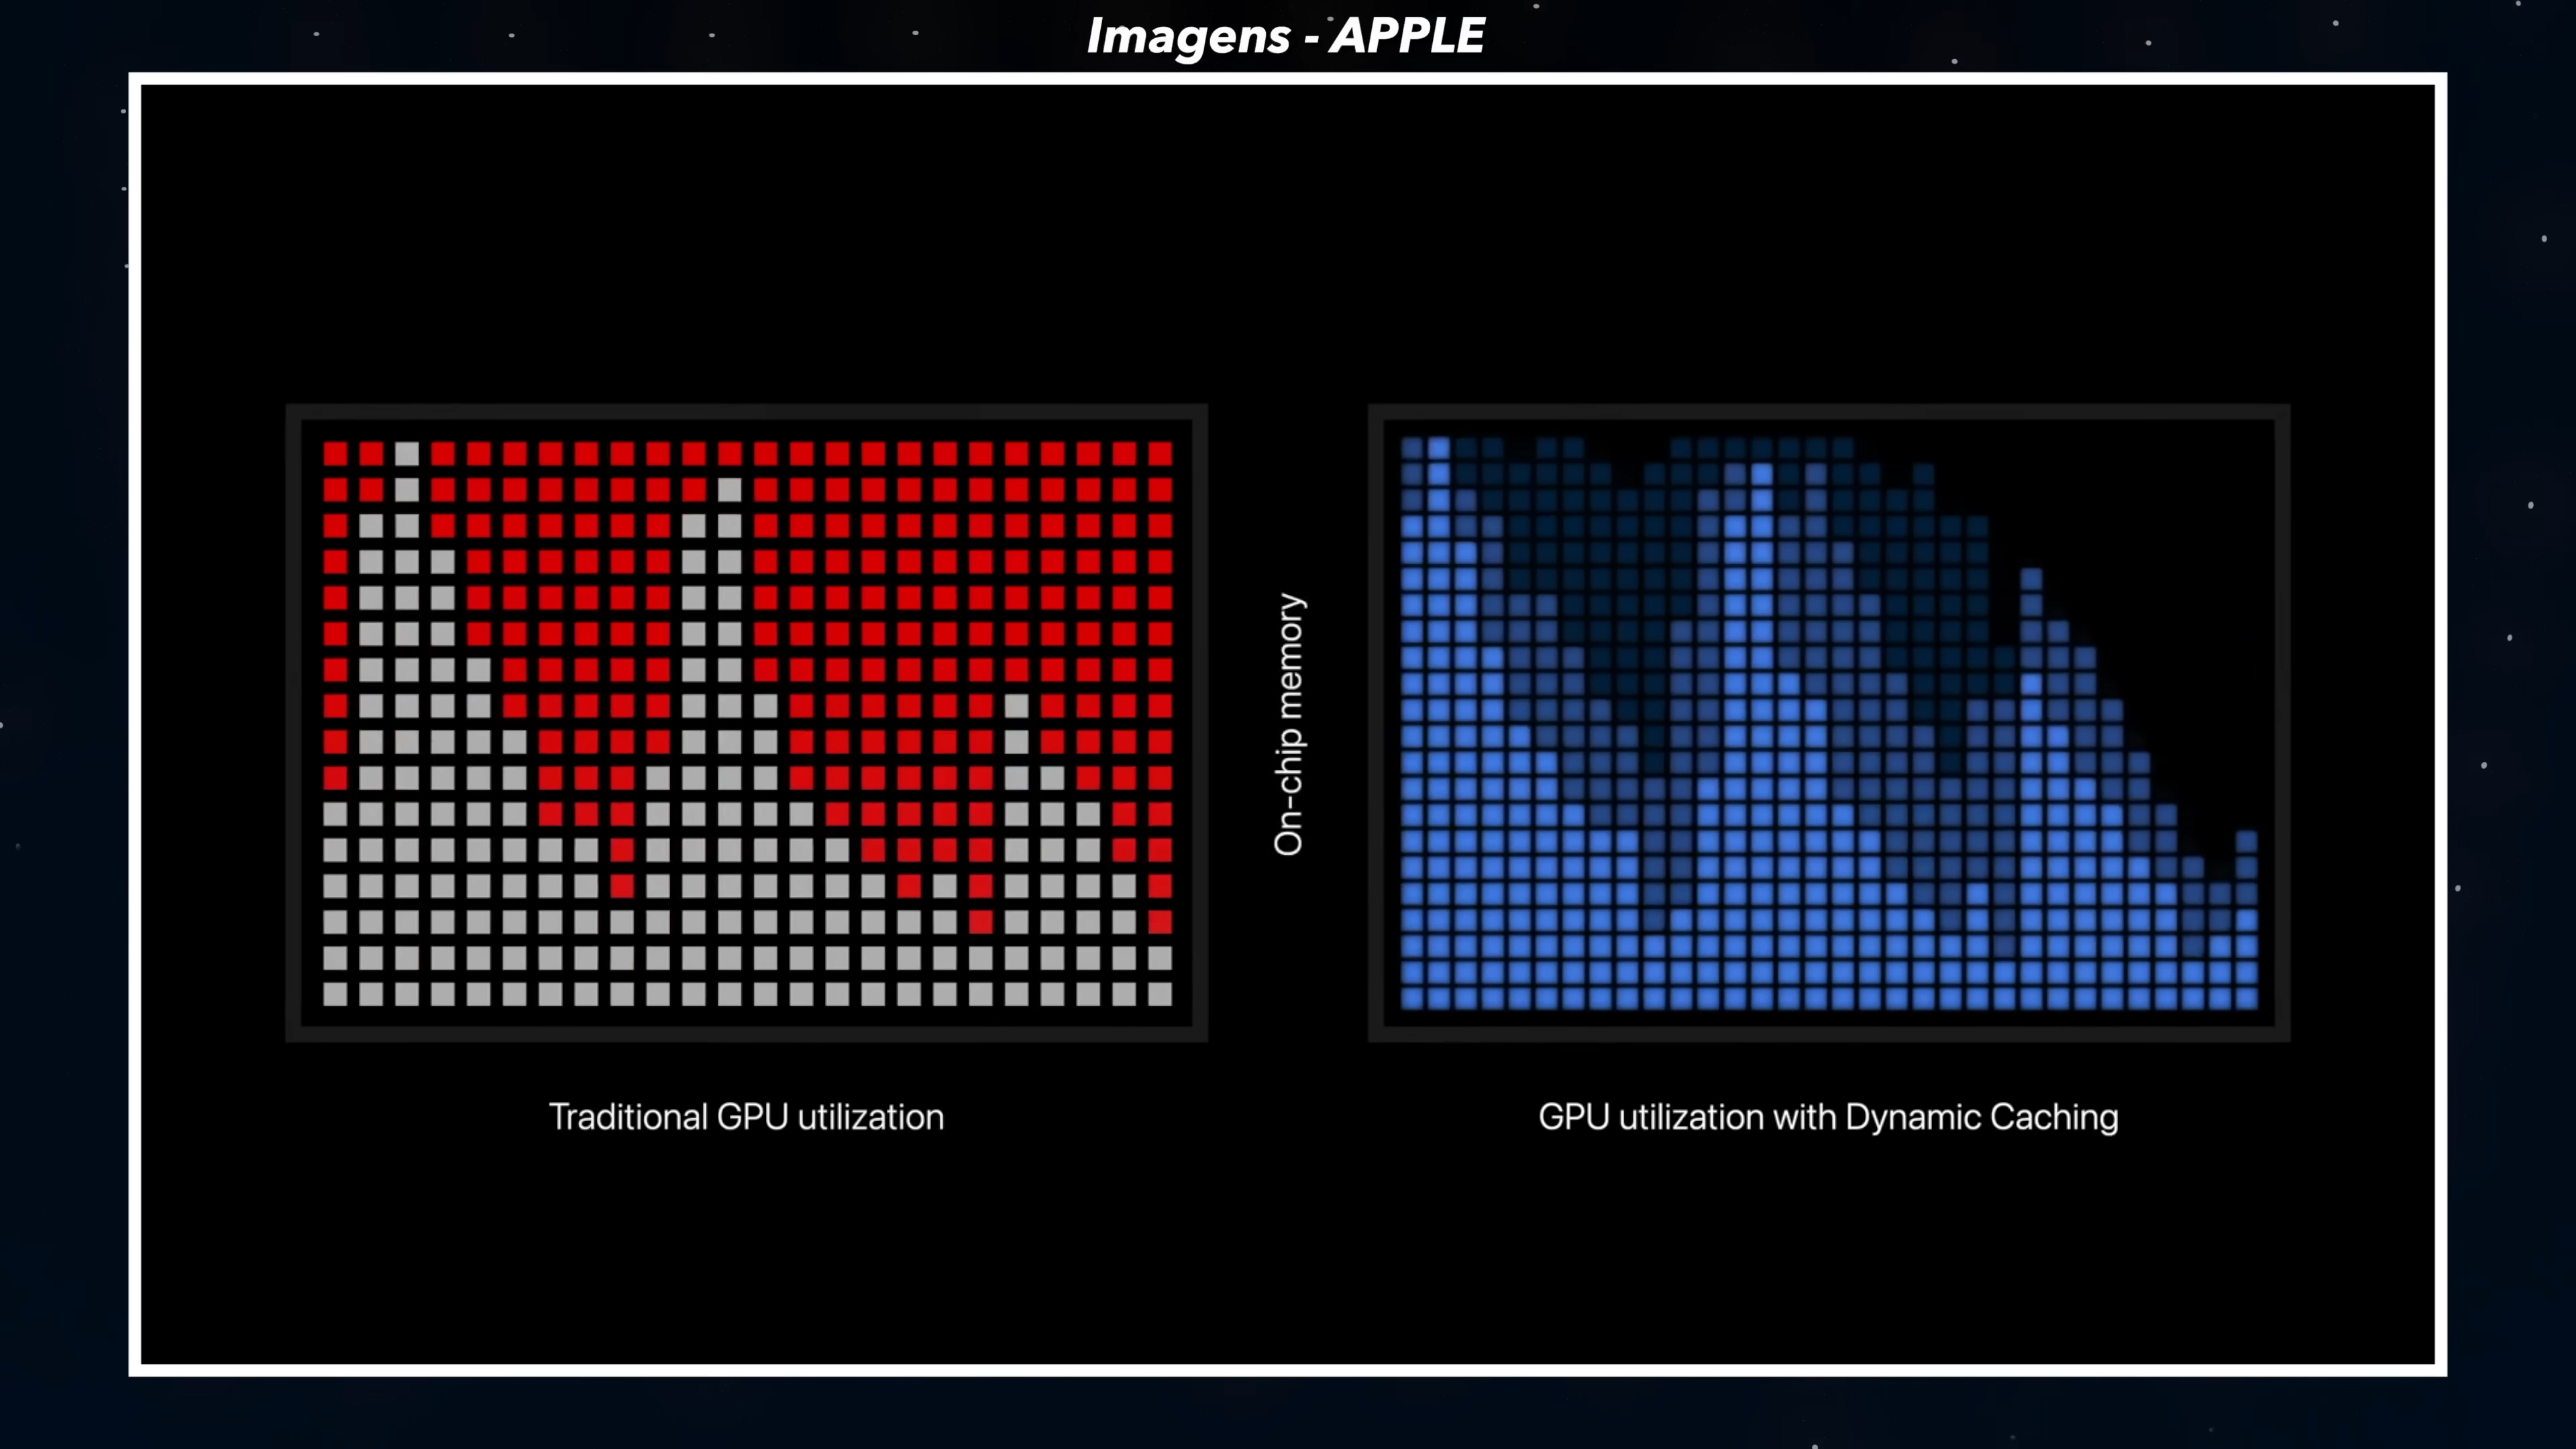 Imagens - APPLE
On-chip memory
Traditional GPU utilization
GPU utilization with Dynamic Caching